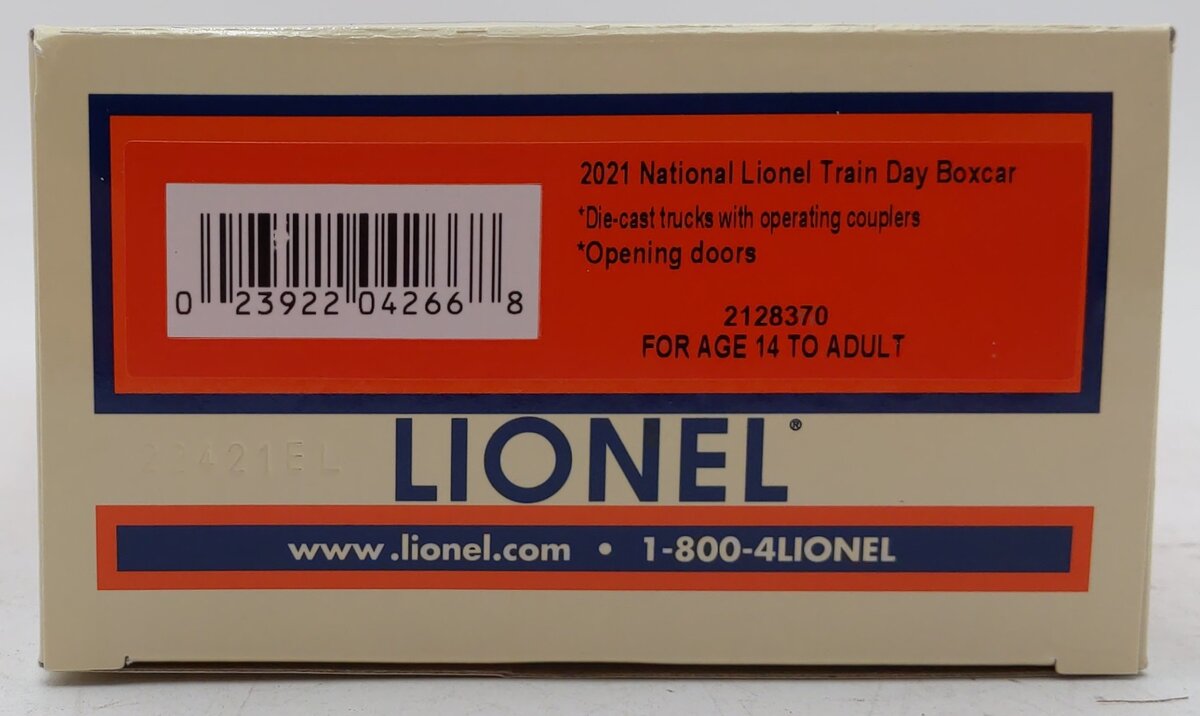 2021 National Lionel Train Day Boxcar
*Die-cast trucks with operating couplers
*Opening doors
2128370
FOR AGE 14 TO ADULT
0 23922 04266 8
LIONEL®
www.lionel.com • 1-800-4LIONEL